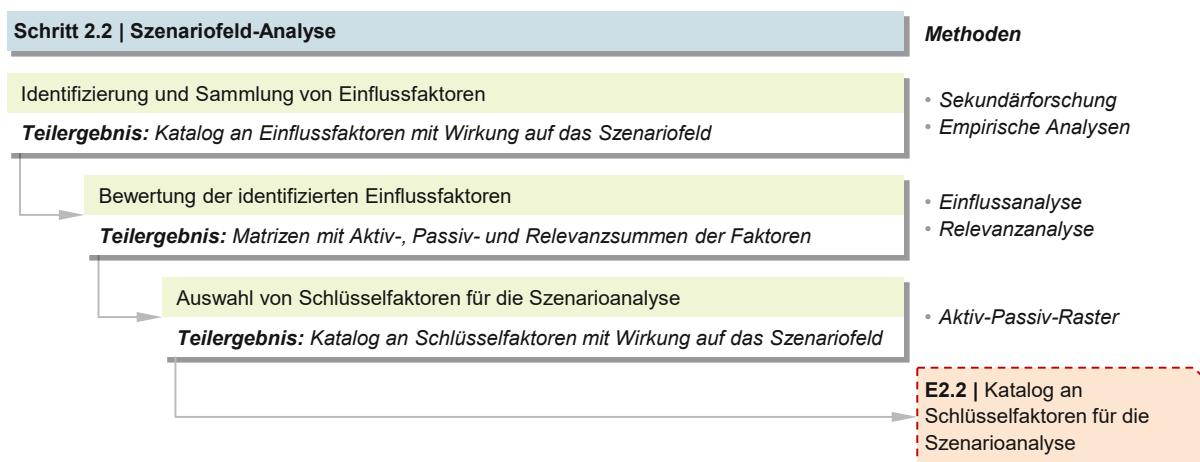 Schritt 2.2 | Szenariofeld-Analyse
Methoden
Identifizierung und Sammlung von Einflussfaktoren
Teilergebnis: Katalog an Einflussfaktoren mit Wirkung auf das Szenariofeld
• Sekundärforschung
• Empirische Analysen
Bewertung der identifizierten Einflussfaktoren
Teilergebnis: Matrizen mit Aktiv-, Passiv- und Relevanzsummen der Faktoren
• Einflussanalyse
• Relevanzanalyse
Auswahl von Schlüsselfaktoren für die Szenarioanalyse
Teilergebnis: Katalog an Schlüsselfaktoren mit Wirkung auf das Szenariofeld
• Aktiv-Passiv-Raster
E2.2 | Katalog an
Schlüsselfaktoren für die
Szenarioanalyse